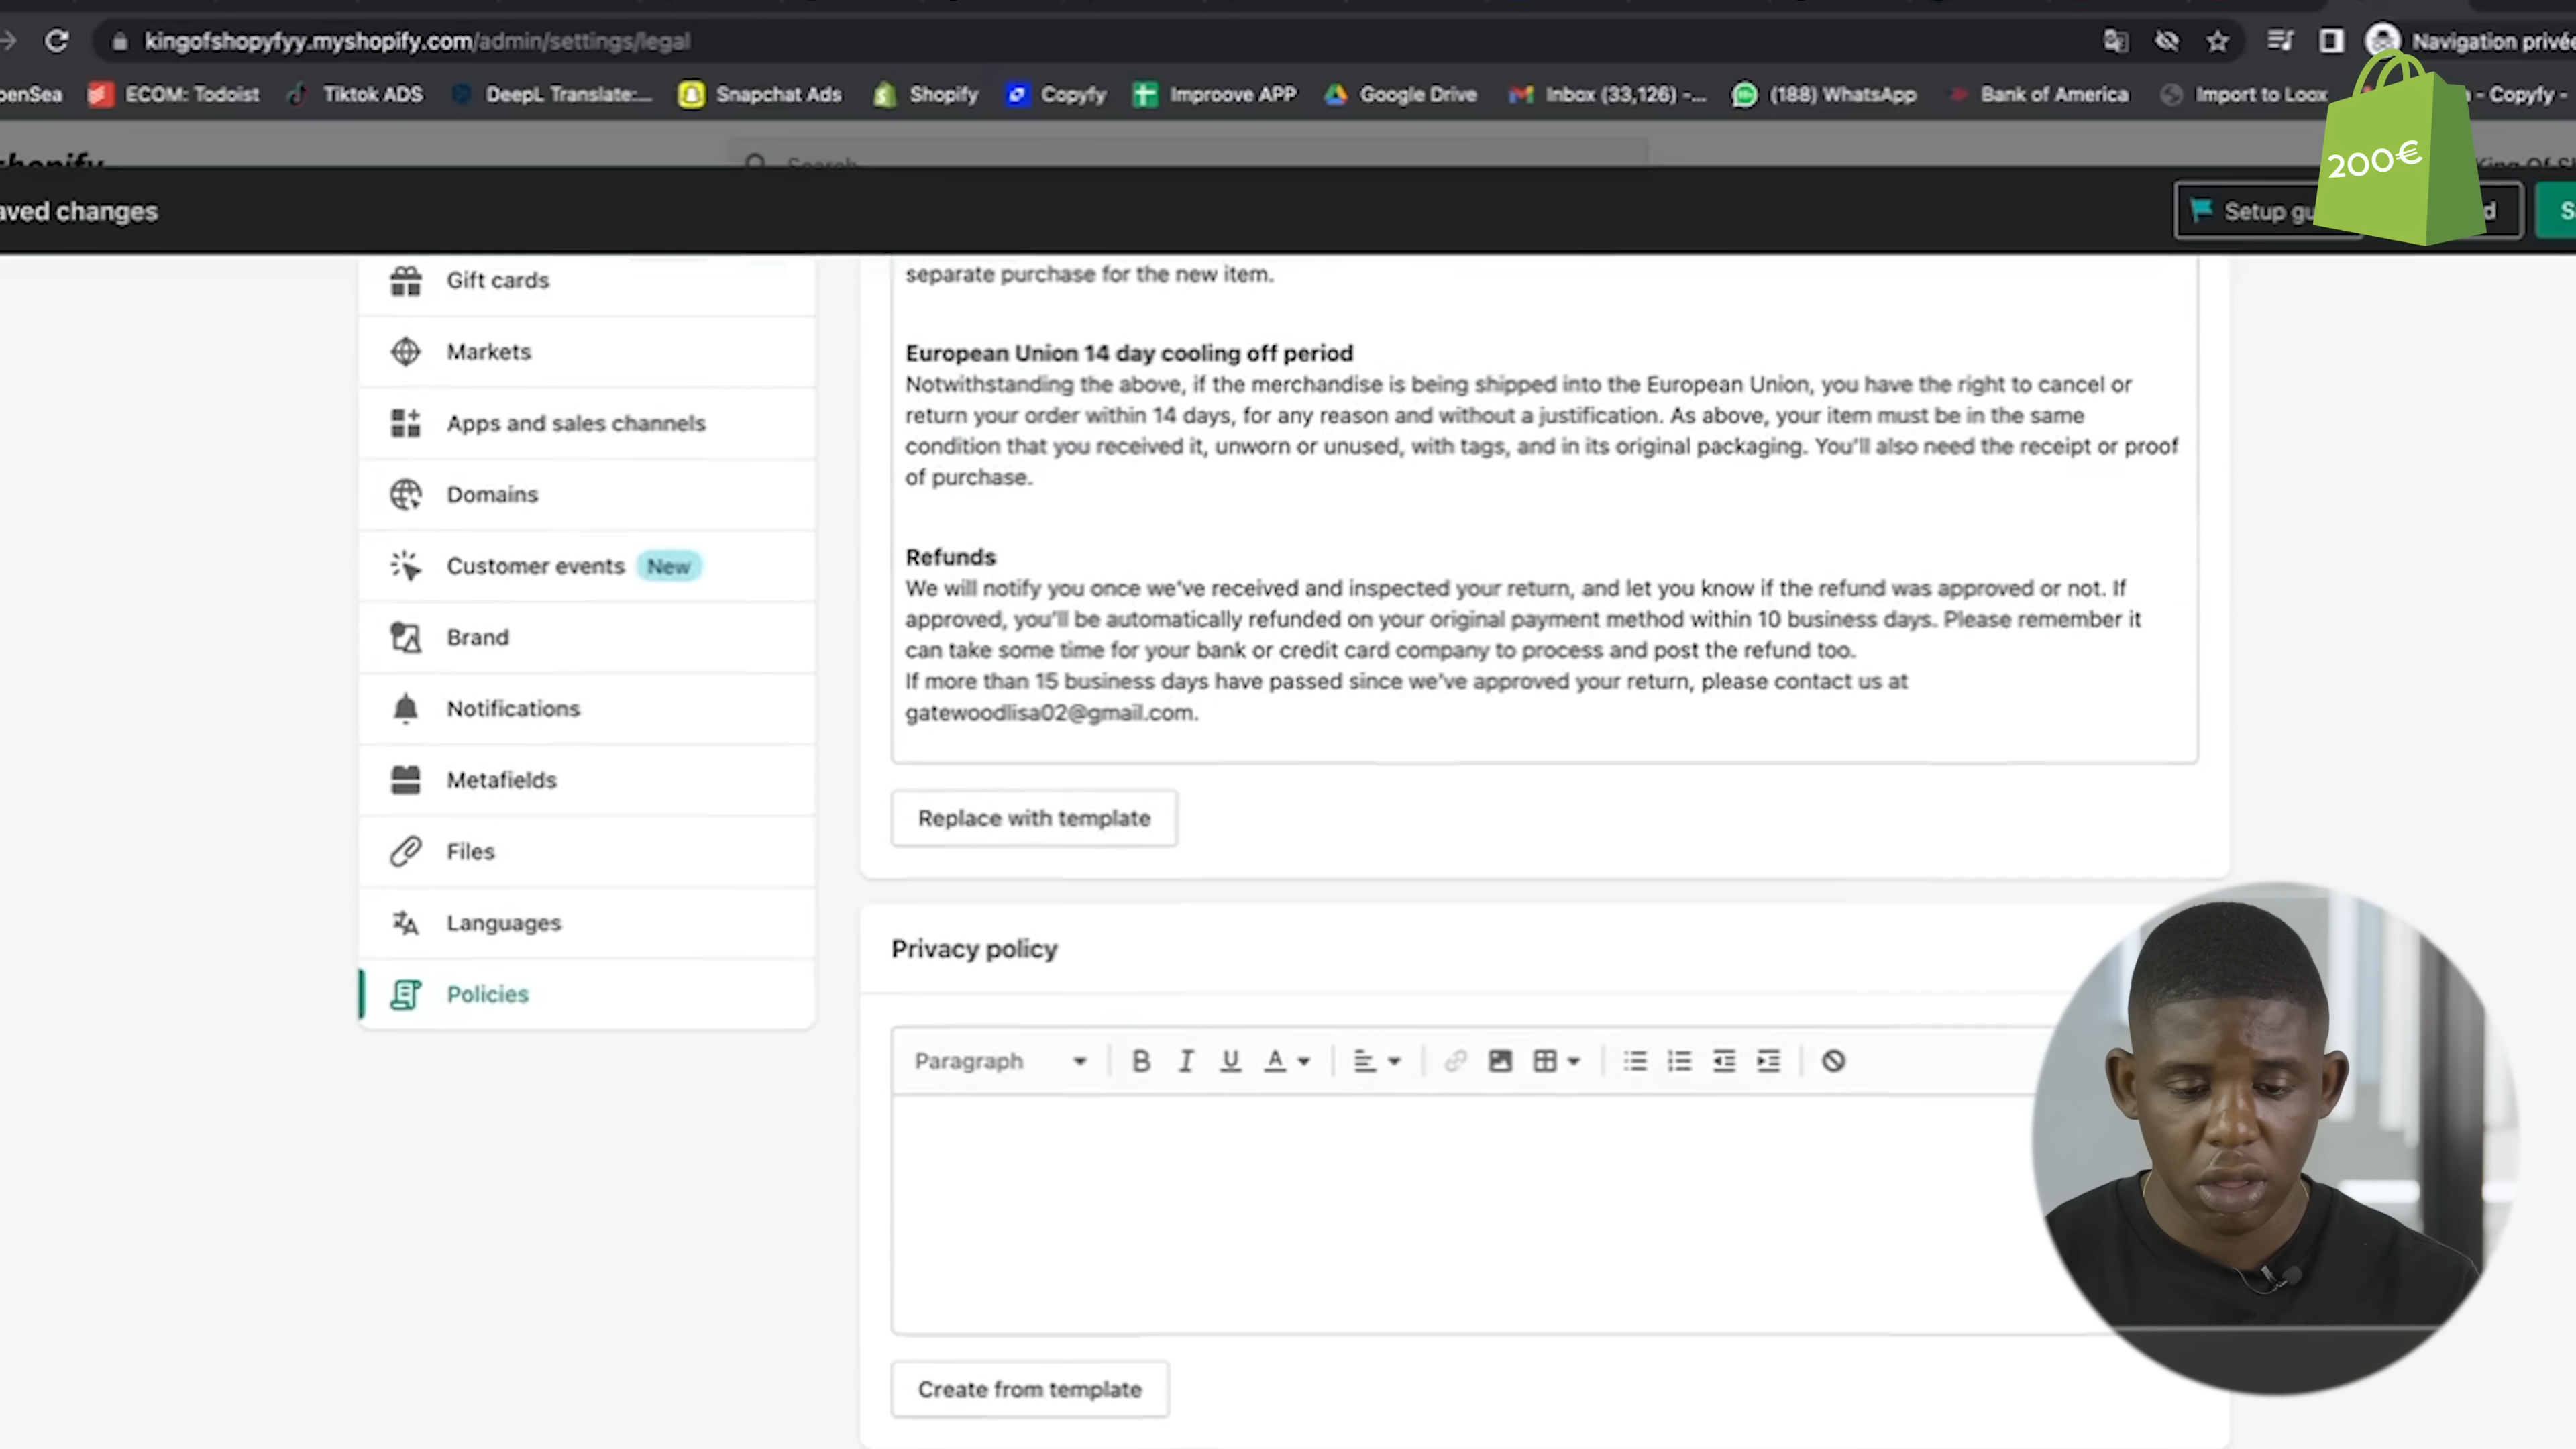 kingofshopyfyy.myshopify.com/admin/settings/legal
Navigation privée
ECOM: Todoist
Tiktok ADS
DeepL Translate:...
Snapchat Ads
Shopify
Copyfy
Improove APP
Google Drive
Inbox (33,126) -...
(188) WhatsApp
Bank of America
Import to Loox
- Copyfy -
Search
200€
aved changes
Setup gu
Gift cards
Markets
Apps and sales channels
Domains
Customer events New
Brand
Notifications
Metafields
Files
Languages
Policies
separate purchase for the new item.
European Union 14 day cooling off period
Notwithstanding the above, if the merchandise is being shipped into the European Union, you have the right to cancel or
return your order within 14 days, for any reason and without a justification. As above, your item must be in the same
condition that you received it, unworn or unused, with tags, and in its original packaging. You'll also need the receipt or proof
of purchase.
Refunds
We will notify you once we've received and inspected your return, and let you know if the refund was approved or not. If
approved, you'll be automatically refunded on your original payment method within 10 business days. Please remember it
can take some time for your bank or credit card company to process and post the refund too.
If more than 15 business days have passed since we've approved your return, please contact us at
gatewoodlisa02@gmail.com.
Replace with template
Privacy policy
Paragraph
Create from template